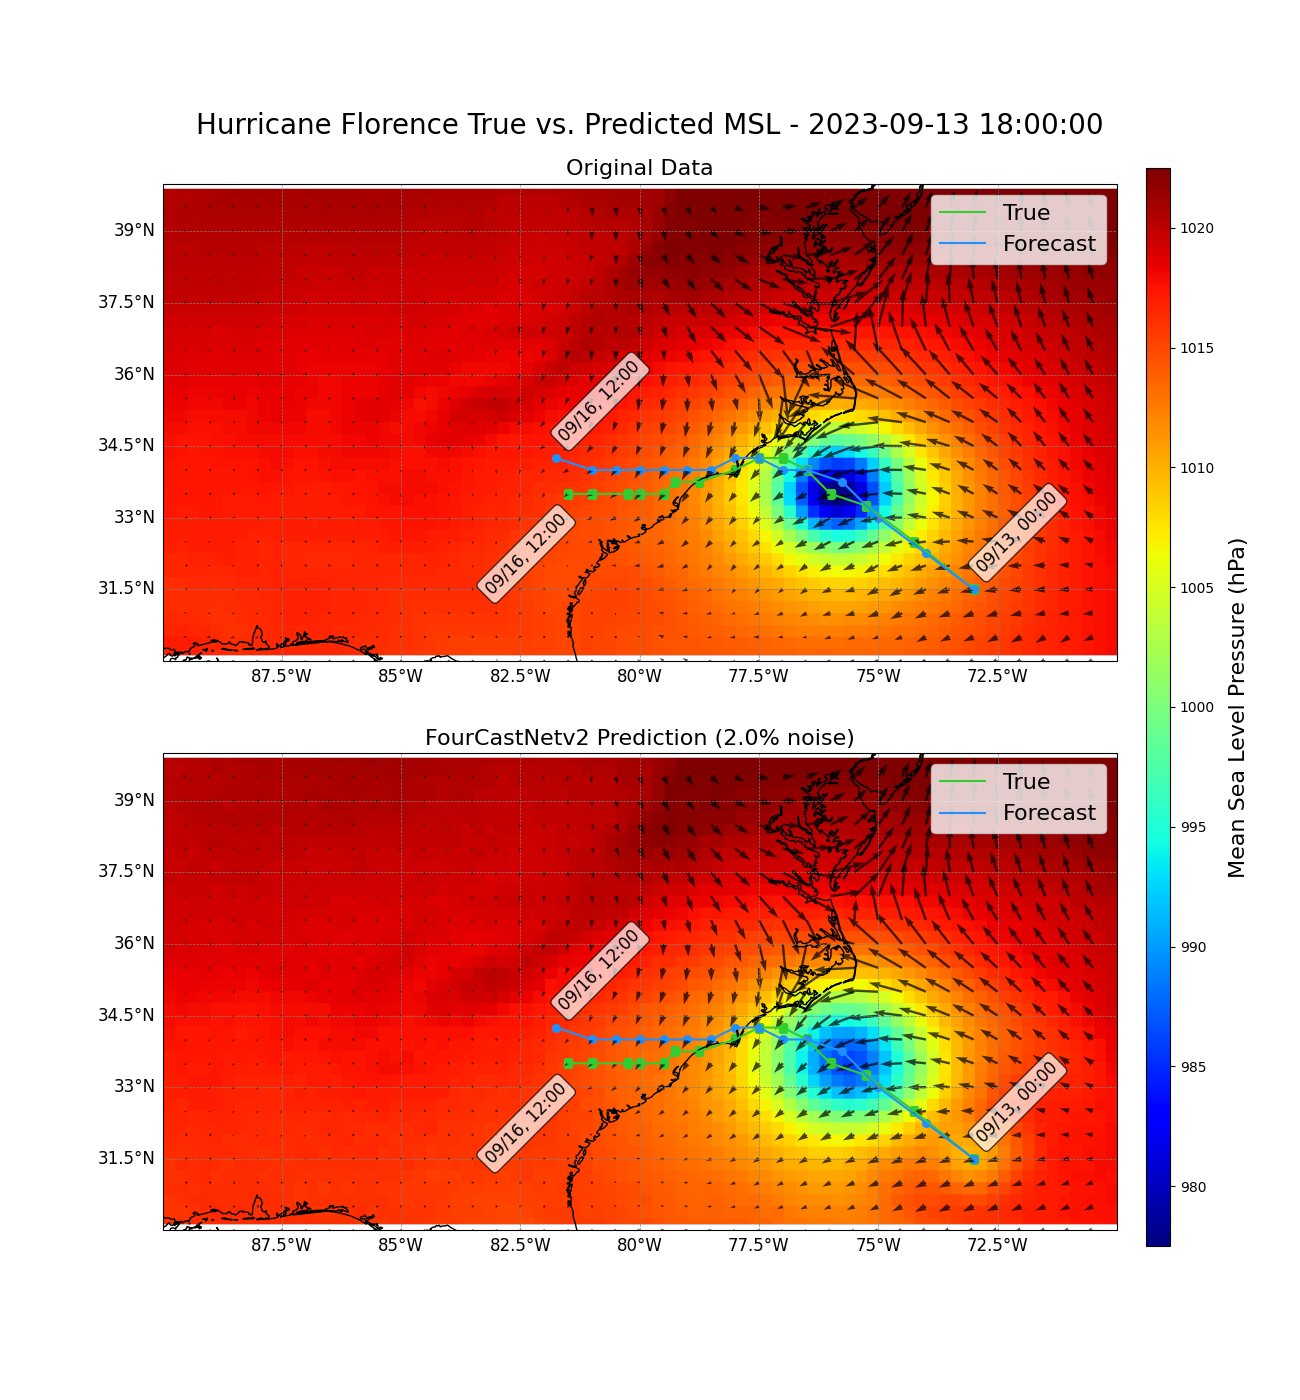 Hurricane Florence True vs. Predicted MSL - 2023-09-13 18:00:00
Original Data
True
Forecast
39°N
37.5°N
36°N
34.5°N
33°N
31.5°N
09/16, 12:00
09/16, 12:00
09/13, 00:00
87.5°W
85°W
82.5°W
80°W
77.5°W
75°W
72.5°W
FourCastNetv2 Prediction (2.0% noise)
True
Forecast
39°N
37.5°N
36°N
34.5°N
33°N
31.5°N
09/16, 12:00
09/16, 12:00
09/13, 00:00
87.5°W
85°W
82.5°W
80°W
77.5°W
75°W
72.5°W
1020
1015
1010
1005
1000
995
990
985
980
Mean Sea Level Pressure (hPa)